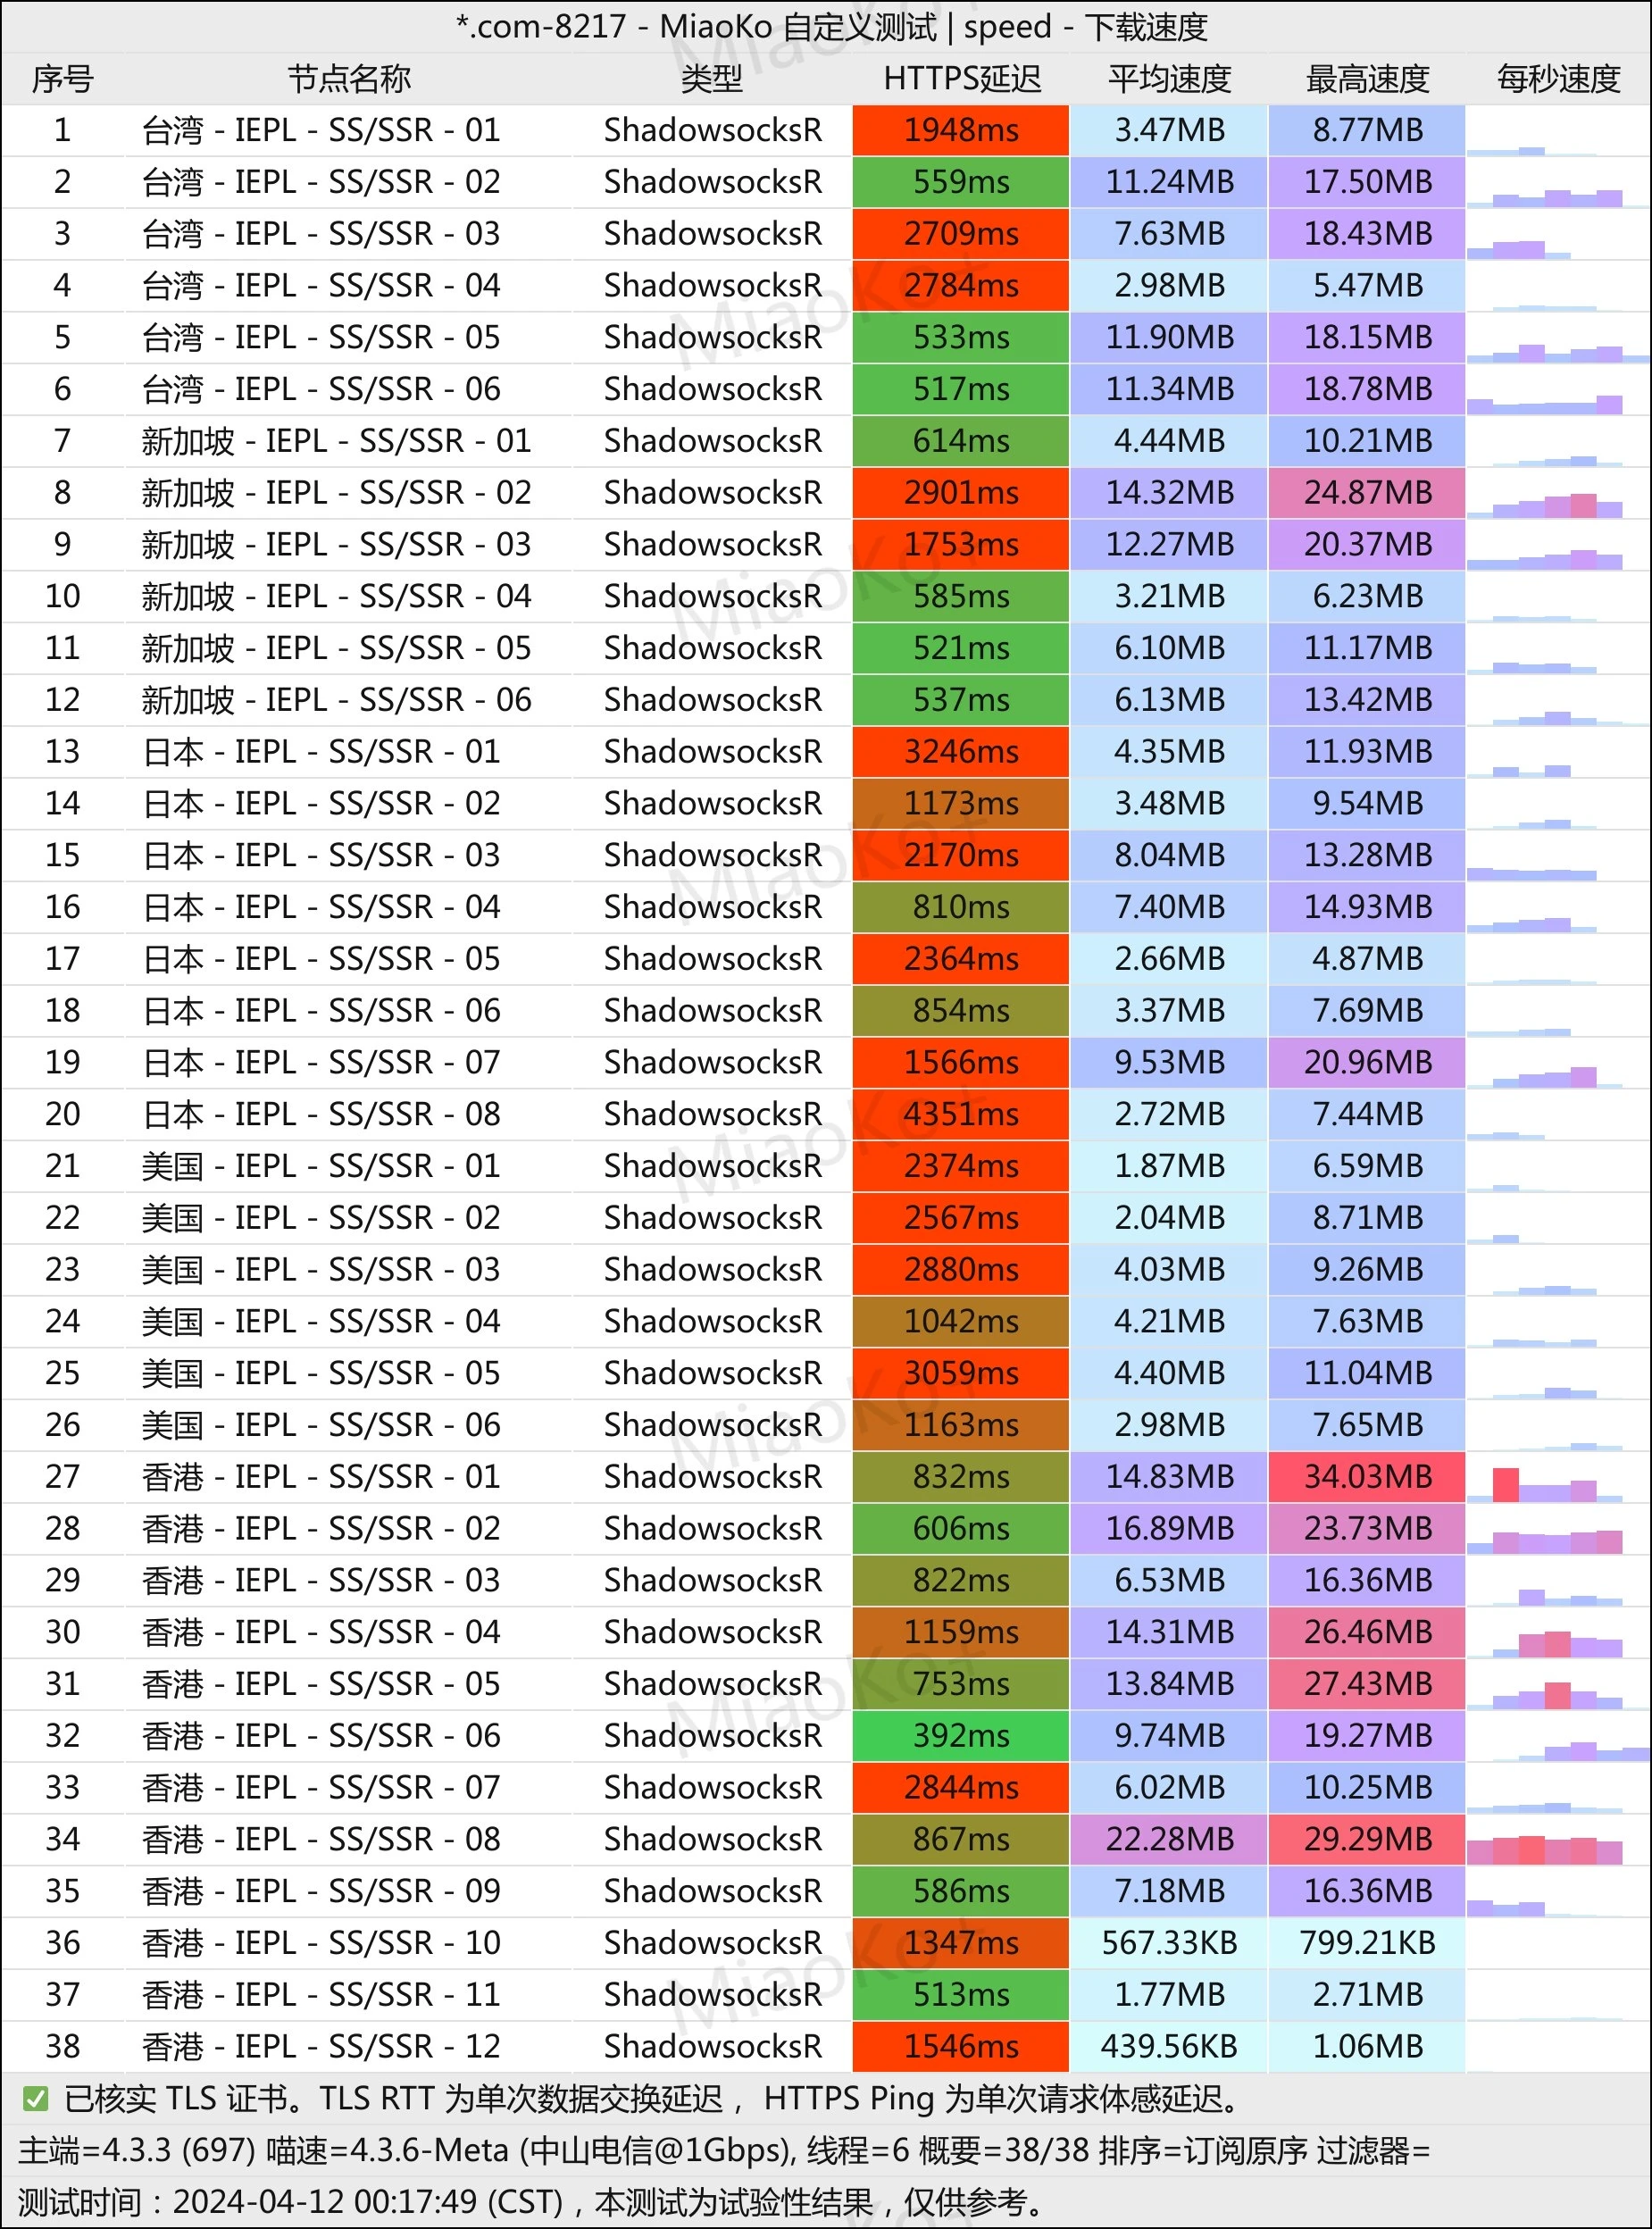 *.com-8217 - MiaoKo 自定义测试 | speed - 下载速度
序号 节点名称 类型 HTTPS延迟 平均速度 最高速度 每秒速度
1 台湾 - IEPL - SS/SSR - 01 ShadowsocksR 1948ms 3.47MB 8.77MB
2 台湾 - IEPL - SS/SSR - 02 ShadowsocksR 559ms 11.24MB 17.50MB
3 台湾 - IEPL - SS/SSR - 03 ShadowsocksR 2709ms 7.63MB 18.43MB
4 台湾 - IEPL - SS/SSR - 04 ShadowsocksR 2784ms 2.98MB 5.47MB
5 台湾 - IEPL - SS/SSR - 05 ShadowsocksR 533ms 11.90MB 18.15MB
6 台湾 - IEPL - SS/SSR - 06 ShadowsocksR 517ms 11.34MB 18.78MB
7 新加坡 - IEPL - SS/SSR - 01 ShadowsocksR 614ms 4.44MB 10.21MB
8 新加坡 - IEPL - SS/SSR - 02 ShadowsocksR 2901ms 14.32MB 24.87MB
9 新加坡 - IEPL - SS/SSR - 03 ShadowsocksR 1753ms 12.27MB 20.37MB
10 新加坡 - IEPL - SS/SSR - 04 ShadowsocksR 585ms 3.21MB 6.23MB
11 新加坡 - IEPL - SS/SSR - 05 ShadowsocksR 521ms 6.10MB 11.17MB
12 新加坡 - IEPL - SS/SSR - 06 ShadowsocksR 537ms 6.13MB 13.42MB
13 日本 - IEPL - SS/SSR - 01 ShadowsocksR 3246ms 4.35MB 11.93MB
14 日本 - IEPL - SS/SSR - 02 ShadowsocksR 1173ms 3.48MB 9.54MB
15 日本 - IEPL - SS/SSR - 03 ShadowsocksR 2170ms 8.04MB 13.28MB
16 日本 - IEPL - SS/SSR - 04 ShadowsocksR 810ms 7.40MB 14.93MB
17 日本 - IEPL - SS/SSR - 05 ShadowsocksR 2364ms 2.66MB 4.87MB
18 日本 - IEPL - SS/SSR - 06 ShadowsocksR 854ms 3.37MB 7.69MB
19 日本 - IEPL - SS/SSR - 07 ShadowsocksR 1566ms 9.53MB 20.96MB
20 日本 - IEPL - SS/SSR - 08 ShadowsocksR 4351ms 2.72MB 7.44MB
21 美国 - IEPL - SS/SSR - 01 ShadowsocksR 2374ms 1.87MB 6.59MB
22 美国 - IEPL - SS/SSR - 02 ShadowsocksR 2567ms 2.04MB 8.71MB
23 美国 - IEPL - SS/SSR - 03 ShadowsocksR 2880ms 4.03MB 9.26MB
24 美国 - IEPL - SS/SSR - 04 ShadowsocksR 1042ms 4.21MB 7.63MB
25 美国 - IEPL - SS/SSR - 05 ShadowsocksR 3059ms 4.40MB 11.04MB
26 美国 - IEPL - SS/SSR - 06 ShadowsocksR 1163ms 2.98MB 7.65MB
27 香港 - IEPL - SS/SSR - 01 ShadowsocksR 832ms 14.83MB 34.03MB
28 香港 - IEPL - SS/SSR - 02 ShadowsocksR 606ms 16.89MB 23.73MB
29 香港 - IEPL - SS/SSR - 03 ShadowsocksR 822ms 6.53MB 16.36MB
30 香港 - IEPL - SS/SSR - 04 ShadowsocksR 1159ms 14.31MB 26.46MB
31 香港 - IEPL - SS/SSR - 05 ShadowsocksR 753ms 13.84MB 27.43MB
32 香港 - IEPL - SS/SSR - 06 ShadowsocksR 392ms 9.74MB 19.27MB
33 香港 - IEPL - SS/SSR - 07 ShadowsocksR 2844ms 6.02MB 10.25MB
34 香港 - IEPL - SS/SSR - 08 ShadowsocksR 867ms 22.28MB 29.29MB
35 香港 - IEPL - SS/SSR - 09 ShadowsocksR 586ms 7.18MB 16.36MB
36 香港 - IEPL - SS/SSR - 10 ShadowsocksR 1347ms 567.33KB 799.21KB
37 香港 - IEPL - SS/SSR - 11 ShadowsocksR 513ms 1.77MB 2.71MB
38 香港 - IEPL - SS/SSR - 12 ShadowsocksR 1546ms 439.56KB 1.06MB
✅ 已核实 TLS 证书。TLS RTT 为单次数据交换延迟， HTTPS Ping 为单次请求体感延迟。
主端=4.3.3 (697) 喵速=4.3.6-Meta (中山电信@1Gbps), 线程=6 概要=38/38 排序=订阅原序 过滤器=
测试时间：2024-04-12 00:17:49 (CST)，本测试为试验性结果，仅供参考。